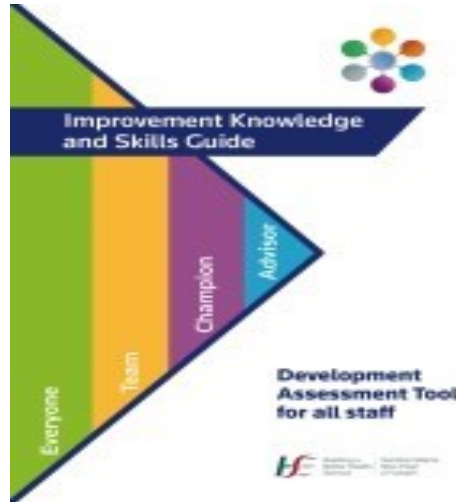 Improvement Knowledge
and Skills Guide
Everyone
Team
Champion
Advisor
Development
Assessment Tool
for all staff